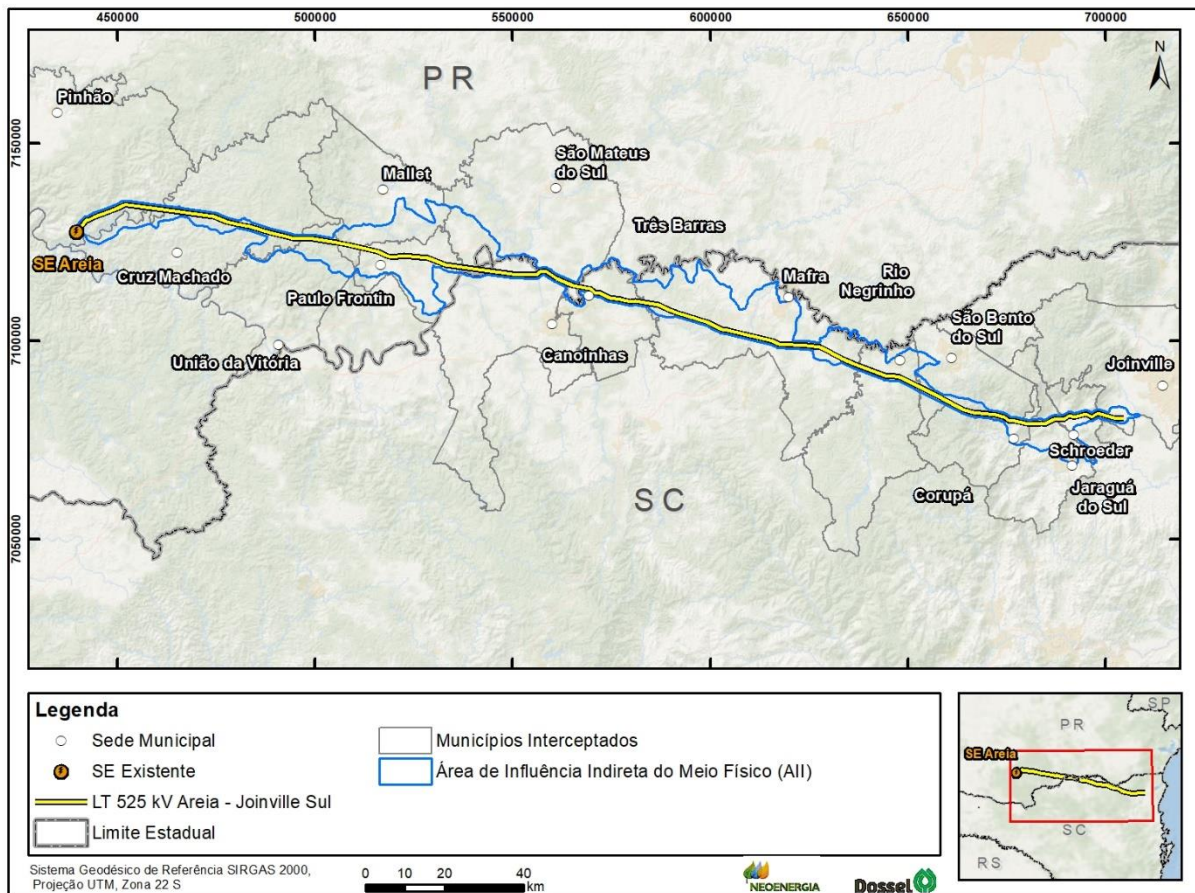 450000 500000 550000 600000 650000 700000
N
PR
Pinhão
7150000
São Mateus
do Sul
Mallet
Três Barras
SE Areia
Cruz Machado
Mafra
Rio
Negrinho
Paulo Frontin
São Bento
do Sul
7100000
União da Vitória
Canoinhas
Joinville
Schroeder
Corupá
Jaraguá
do Sul
SC
7050000
Legenda
Sede Municipal
SE Existente
LT 525 kV Areia - Joinville Sul
Limite Estadual
Municípios Interceptados
Área de Influência Indireta do Meio Físico (AII)
SP
PR
SE Areia
SC
RS
Sistema Geodésico de Referência SIRGAS 2000,
Projeção UTM, Zona 22 S
0 10 20 40
km
NEOENERGIA
Dossel